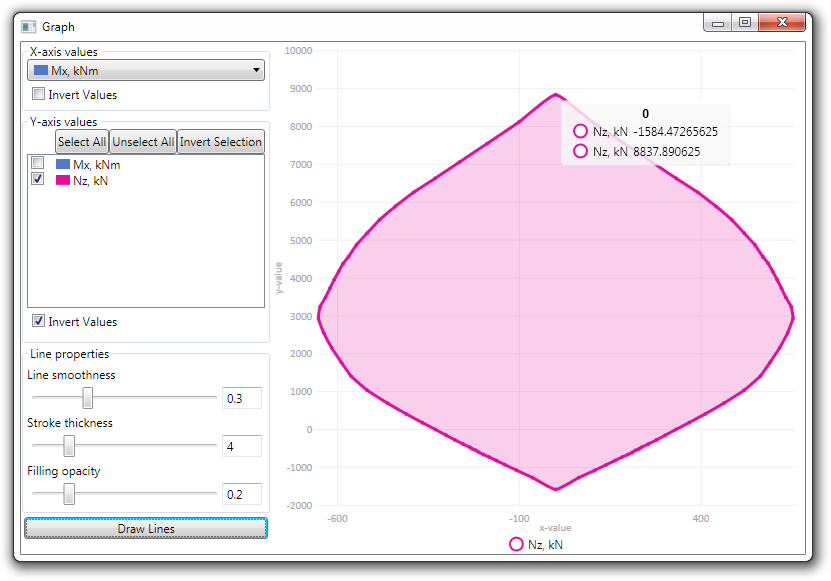 Graph
X-axis values
Mx, kNm
Invert Values
Y-axis values
Select All Unselect All Invert Selection
Mx, kNm
Nz, kN
Invert Values
Line properties
Line smoothness
0.3
Stroke thickness
4
Filling opacity
0.2
Draw Lines
10000
9000
8000
7000
6000
5000
4000
3000
2000
1000
0
-1000
-2000
y-value
0
Nz, kN -1584.47265625
Nz, kN 8837.890625
-600 -100 400
x-value
Nz, kN